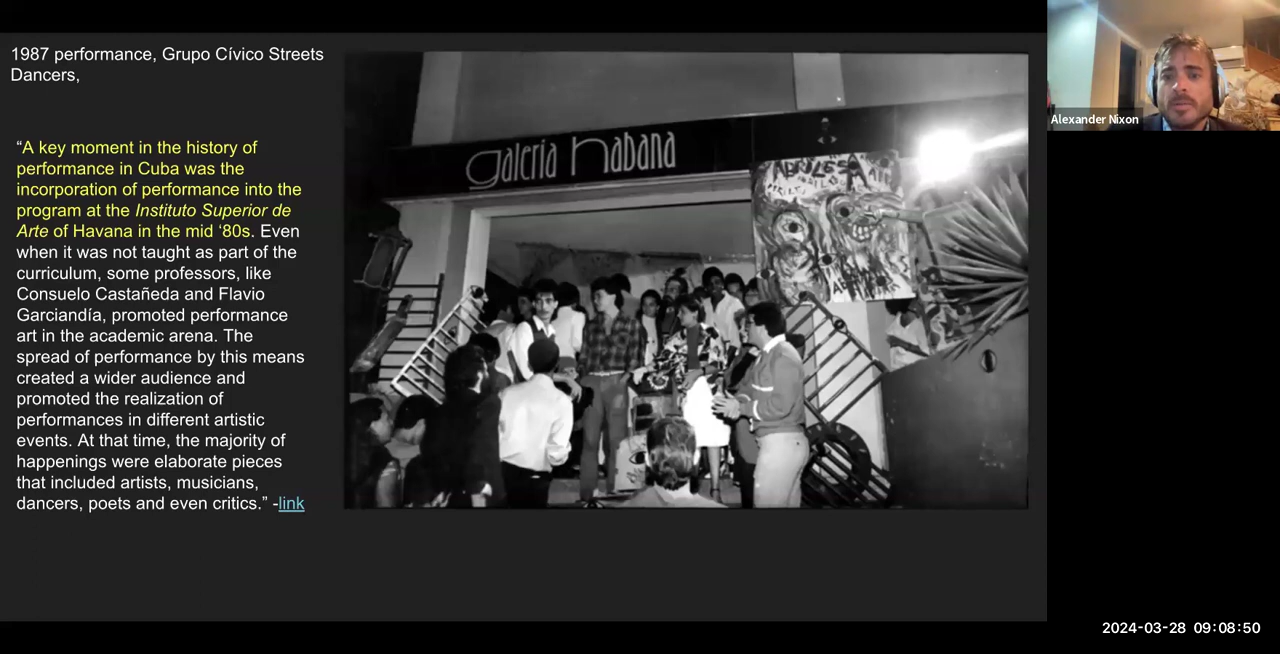 1987 performance, Grupo Cívico Streets
Dancers,
“A key moment in the history of
performance in Cuba was the
incorporation of performance into the
program at the Instituto Superior de
Arte of Havana in the mid ‘80s. Even
when it was not taught as part of the
curriculum, some professors, like
Consuelo Castañeda and Flavio
Garciandía, promoted performance
art in the academic arena. The
spread of performance by this means
created a wider audience and
promoted the realization of
performances in different artistic
events. At that time, the majority of
happenings were elaborate pieces
that included artists, musicians,
dancers, poets and even critics.” -link
galeria habana
Alexander Nixon
2024-03-28 09:08:50